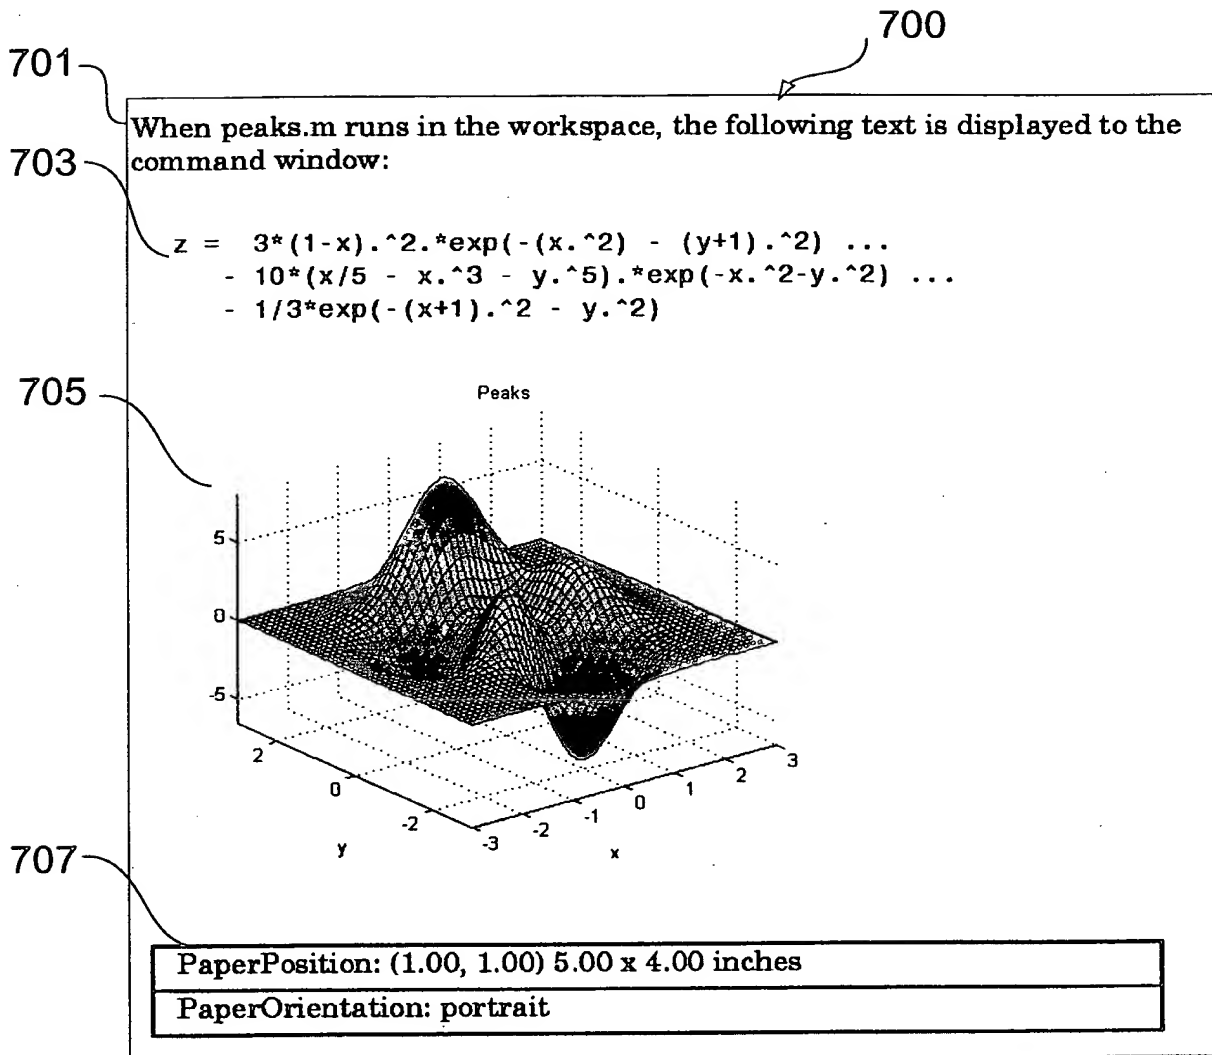 700
701
When peaks.m runs in the workspace, the following text is displayed to the
command window:
703
z =  3*(1-x).^2.*exp(-(x.^2) - (y+1).^2) ...
- 10*(x/5 - x.^3 - y.^5).*exp(-x.^2-y.^2) ...
- 1/3*exp(-(x+1).^2 - y.^2)
705
Peaks
5
0
-5
2
0
-2
y
-3
-2
-1
0
1
2
3
x
707
PaperPosition: (1.00, 1.00) 5.00 x 4.00 inches
PaperOrientation: portrait